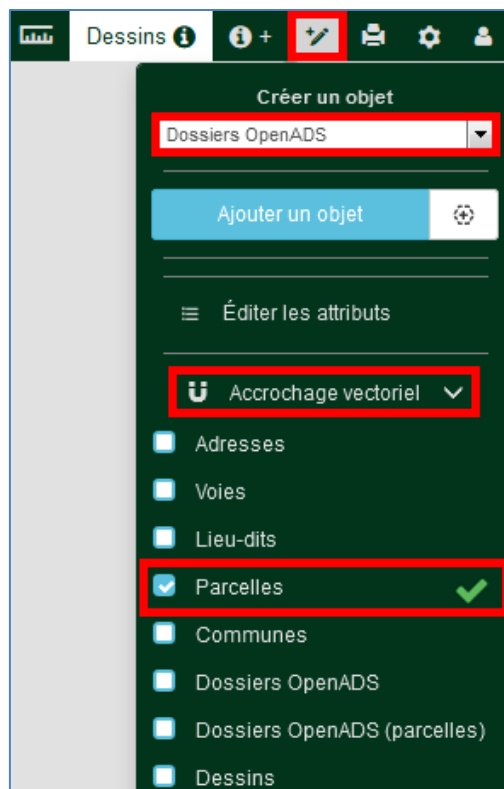 Dessins +
Créer un objet
Dossiers OpenADS
Ajouter un objet
Éditer les attributs
Accrochage vectoriel
Adresses
Voies
Lieu-dits
Parcelles
Communes
Dossiers OpenADS
Dossiers OpenADS (parcelles)
Dessins